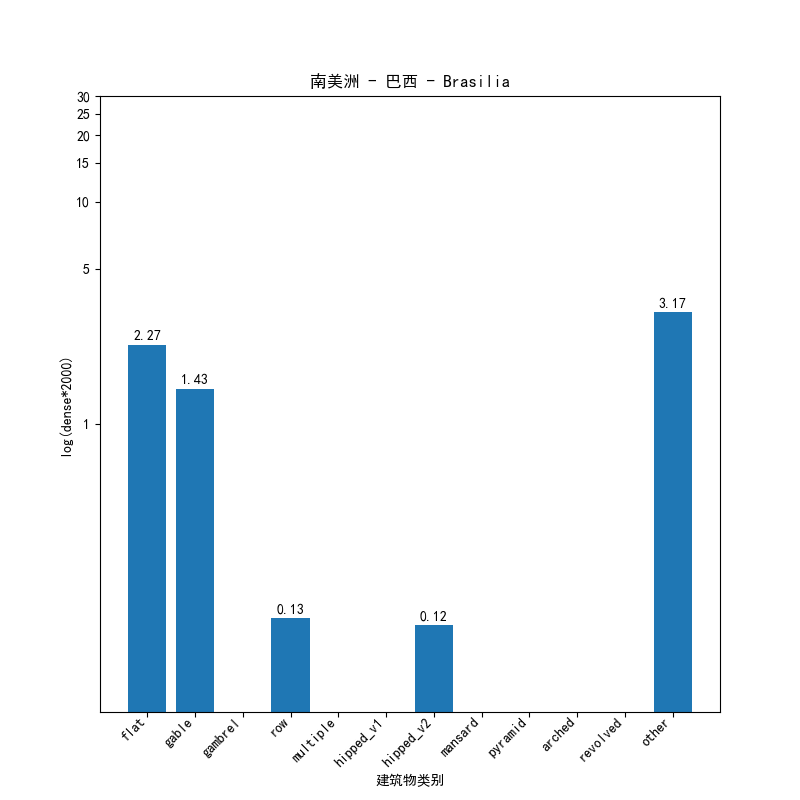 南美洲 - 巴西 - Brasilia
30
25
20
15
10
5
1
log(dense*2000)
2.27
1.43
0.13
0.12
3.17
flat
gable
gambrel
row
multiple
hipped_v1
hipped_v2
mansard
pyramid
arched
revolved
other
建筑物类别